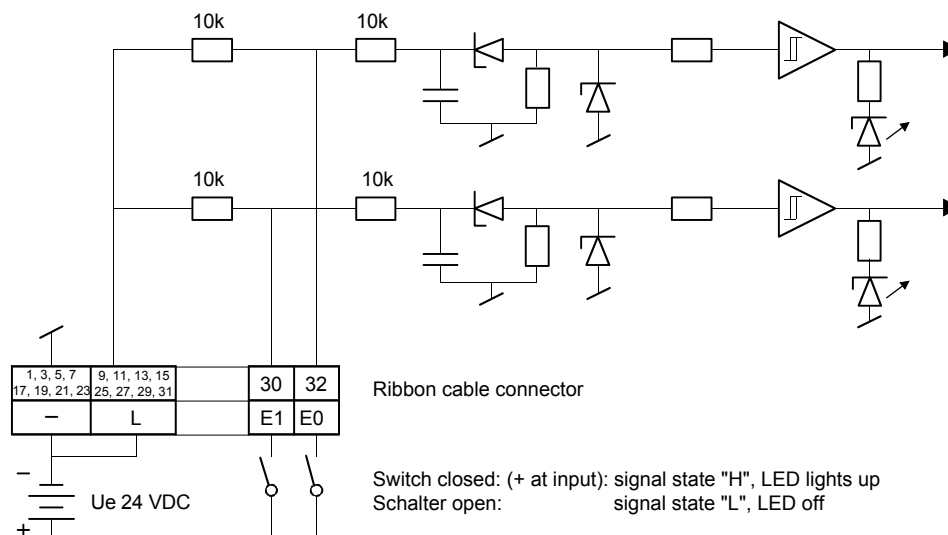 10k 10k
10k 10k
1, 3, 5, 7
17, 19, 21, 23
9, 11, 13, 15
25, 27, 29, 31
30 32
Ribbon cable connector
– L E1 E0
–
Ue 24 VDC
+
Switch closed: (+ at input): signal state "H", LED lights up
Schalter open: signal state "L", LED off